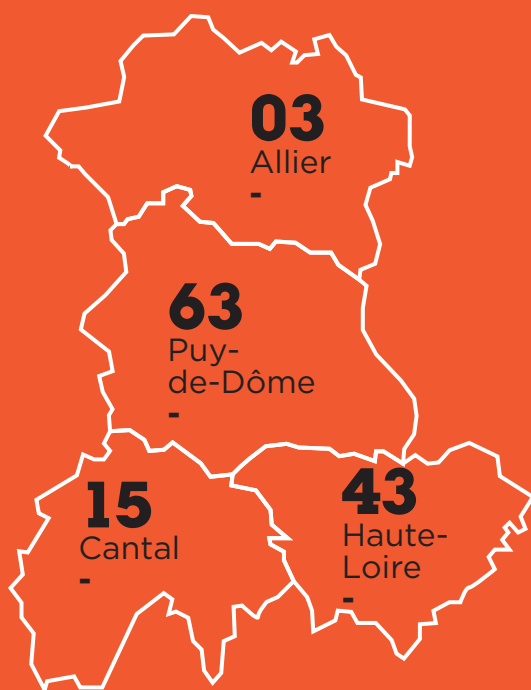 03
Allier
-
63
Puy-
de-Dôme
-
15
Cantal
-
43
Haute-
Loire
-